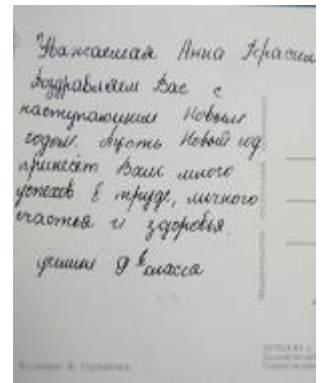 Уважаемая Анна Гераси
Поздравляем Вас с
наступающим Новым
годом. Пусть Новый год
принесёт Вам много
успехов в труде, личного
счастья и здоровья.
ученики 9 в класса